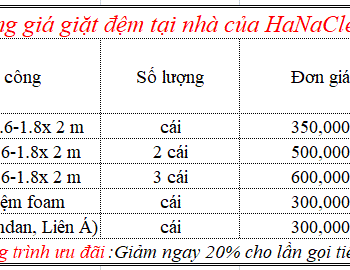 ng giá giặt đệm tại nhà của HaNaCle
công Số lượng Đơn giá
.6-1.8x 2 m cái 350,000
6-1.8x 2 m 2 cái 500,000
6-1.8x 2 m 3 cái 600,000
ệm foam cái 300,000
ndan, Liên Á) cái 300,000
g trình ưu đãi :Giảm ngay 20% cho lần gọi tiế